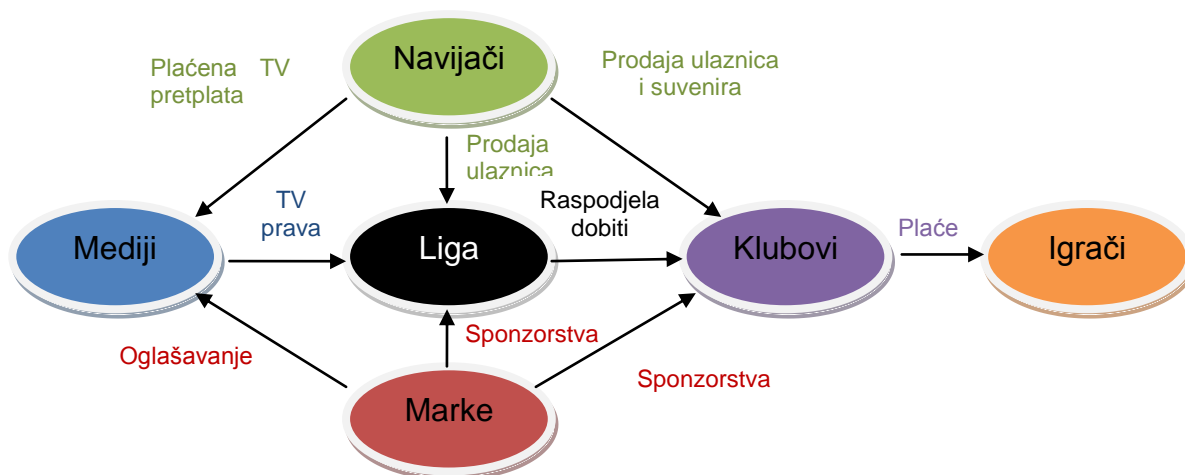 Navijači
Plaćena TV
pretplata
Prodaja ulaznica
i suvenira
Prodaja
ulaznica
TV
prava
Raspodjela
dobiti
Mediji
Liga
Klubovi
Plaće
Igrači
Oglašavanje
Sponzorstva
Sponzorstva
Marke